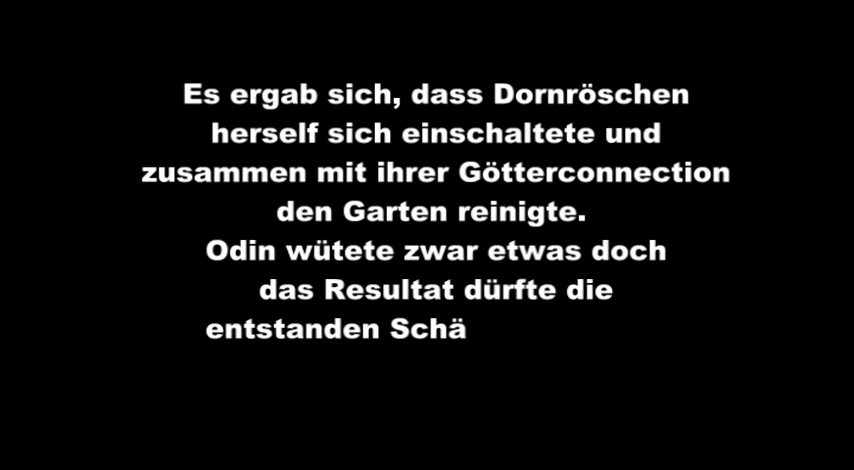 Es ergab sich, dass Dornröschen
herself sich einschaltete und
zusammen mit ihrer Götterconnection
den Garten reinigte.
Odin wütete zwar etwas doch
das Resultat dürfte die
entstanden Schä